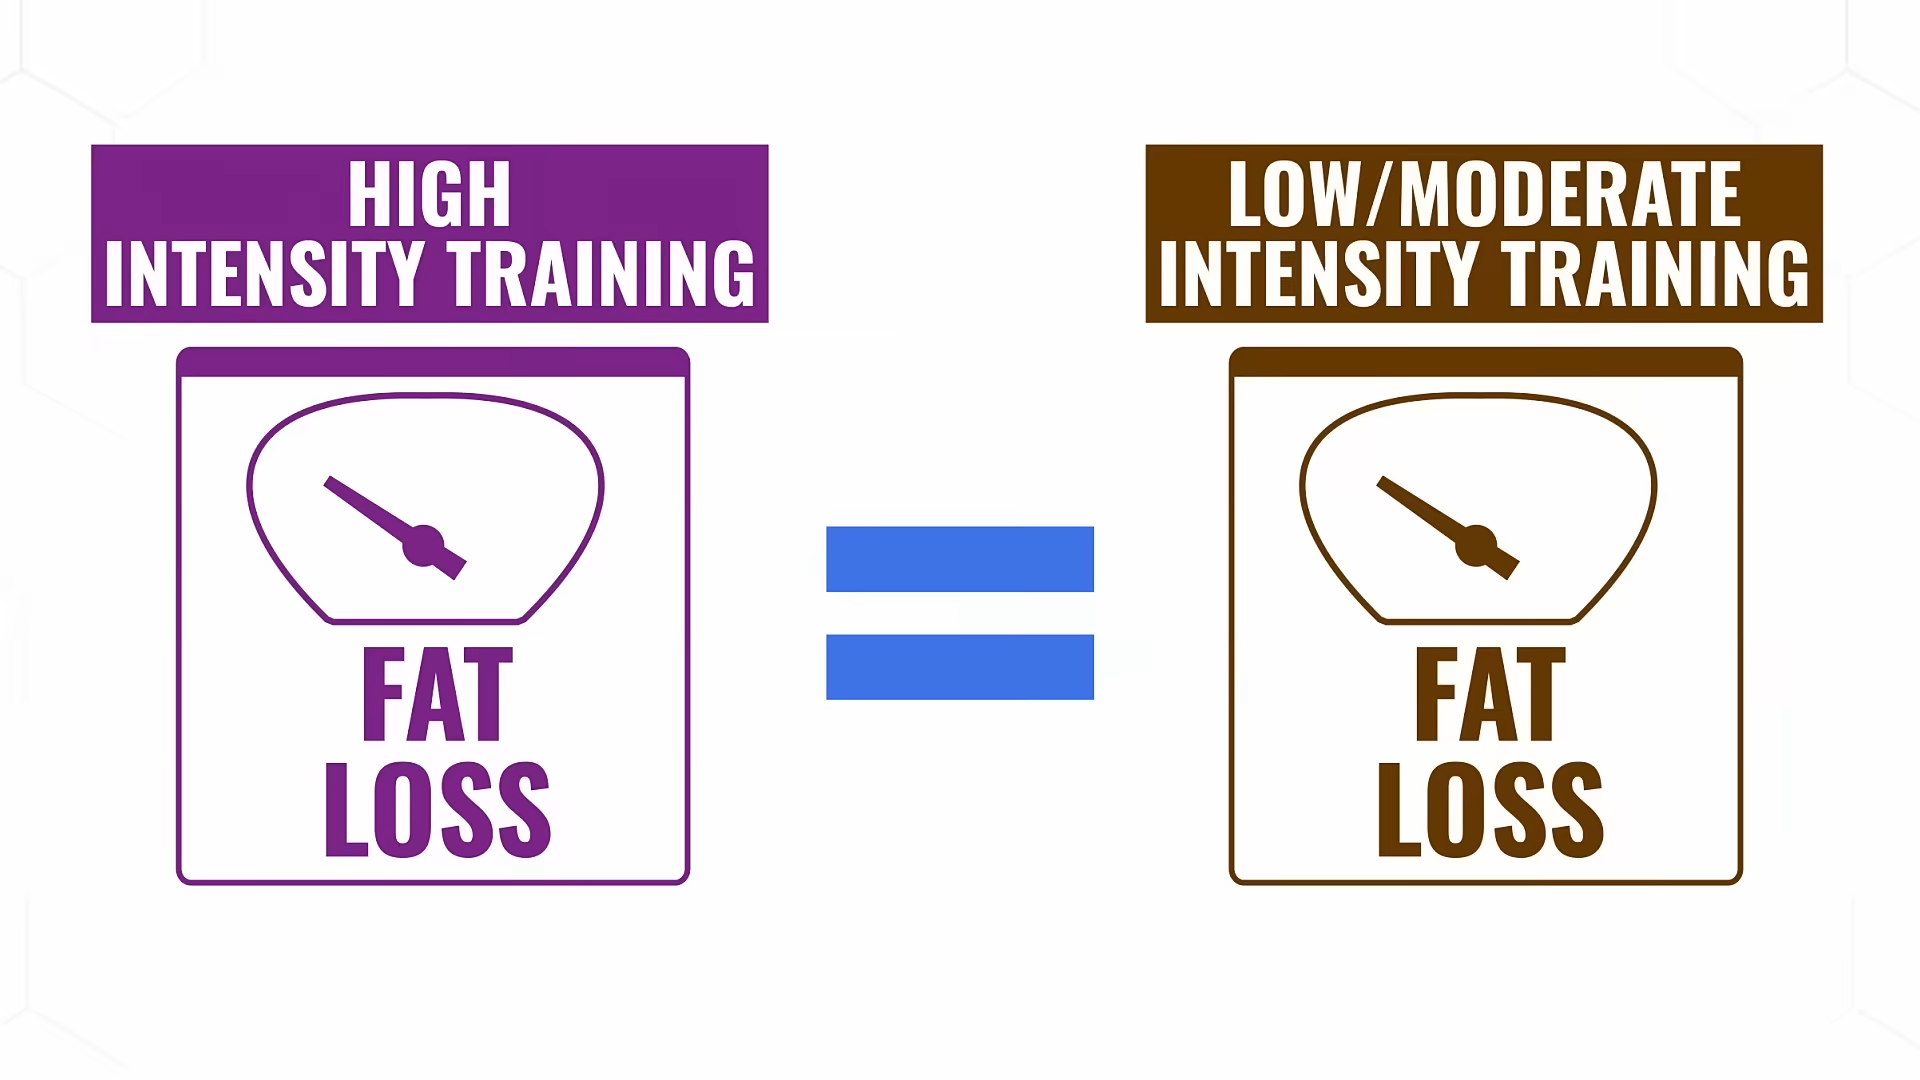 HIGH
INTENSITY TRAINING
FAT
LOSS
LOW/MODERATE
INTENSITY TRAINING
FAT
LOSS